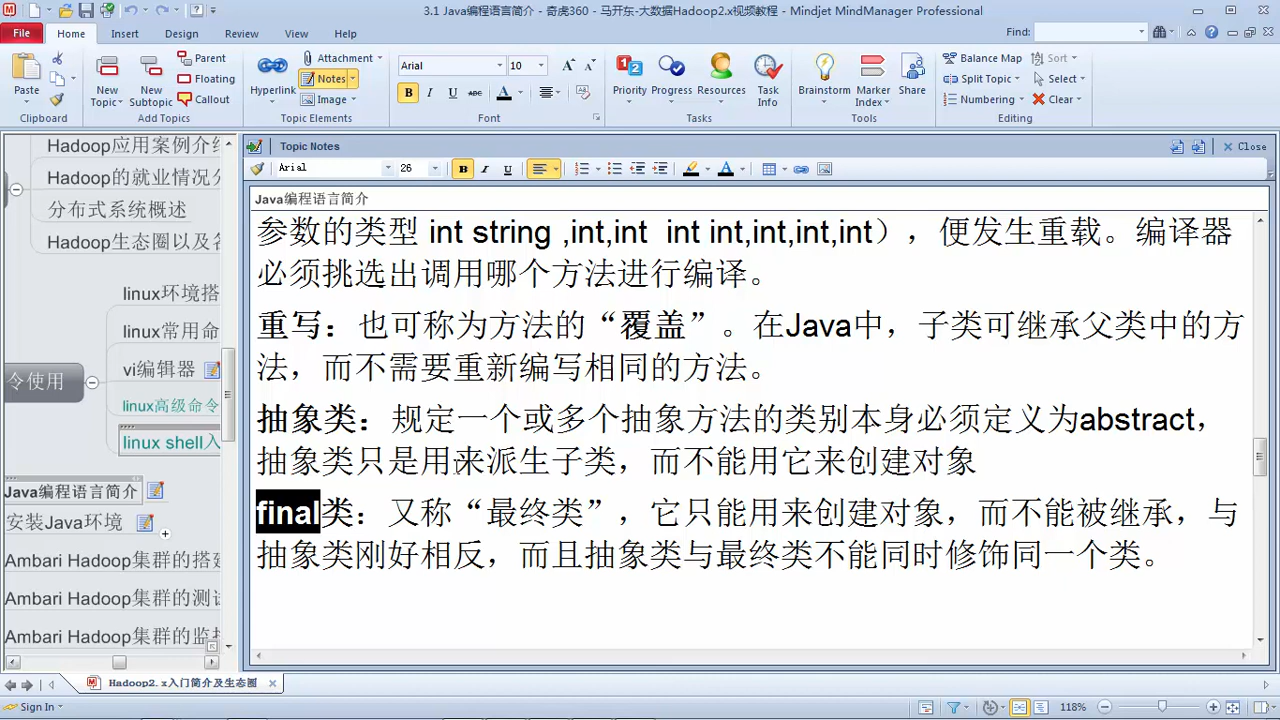 3.1 Java编程语言简介 - 奇虎360 - 马开东-大数据Hadoop2.x视频教程 - Mindjet MindManager Professional
File Home Insert Design Review View Help Find:
Paste
Clipboard
New Topic New Subtopic Parent Floating Callout
Add Topics
Hyperlink Attachment Notes Image
Topic Elements
Arial 10
B I U ABC A
Font
Priority Progress Resources Task Info
Tasks
Brainstorm Marker Index Share
Tools
Balance Map Sort
Split Topic Select
Numbering Clear
Editing
Topic Notes Close
Arial 26 B I U A
Java编程语言简介
参数的类型 int string ,int,int int int,int,int,int），便发生重载。编译器
必须挑选出调用哪个方法进行编译。
重写：也可称为方法的“覆盖”。在Java中，子类可继承父类中的方
法，而不需要重新编写相同的方法。
抽象类：规定一个或多个抽象方法的类别本身必须定义为abstract，
抽象类只是用来派生子类，而不能用它来创建对象
final类：又称“最终类”，它只能用来创建对象，而不能被继承，与
抽象类刚好相反，而且抽象类与最终类不能同时修饰同一个类。
Hadoop应用案例介绍
Hadoop的就业情况分
分布式系统概述
Hadoop生态圈以及各
linux环境搭
linux常用命
令使用
vi编辑器
linux高级命令
linux shell入
Java编程语言简介
安装Java环境
Ambari Hadoop集群的搭建
Ambari Hadoop集群的测试
Ambari Hadoop集群的监控
Hadoop2.x入门简介及生态圈
Sign In 118%